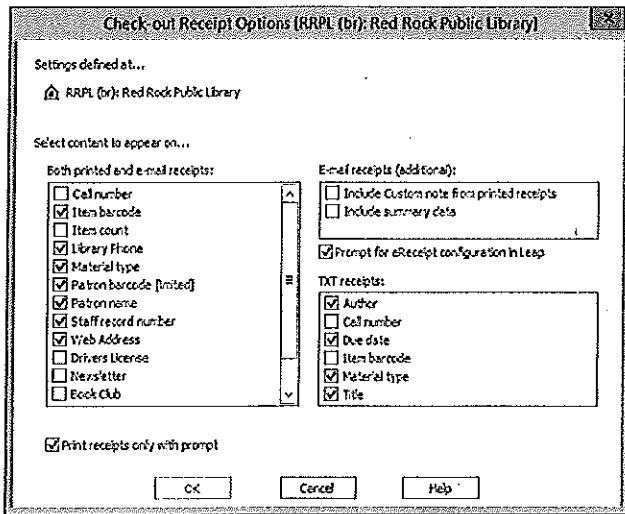 Check-out Receipt Options [RRPL (br): Red Rock Public Library]
Settings defined at...
RRPL (br): Red Rock Public Library
Select content to appear on...
Both printed and e-mail receipts:
Call number
Item barcode
Item count
Library Phone
Material type
Patron barcode [limited]
Patron name
Staff record number
Web Address
Drivers License
Newsletter
Book Club
E-mail receipts (additional):
Include Custom note from printed receipts
Include summary data
Prompt for eReceipt configuration in Leap
TXT receipts:
Author
Call number
Due date
Item barcode
Material type
Title
Print receipts only with prompt
OK
Cancel
Help